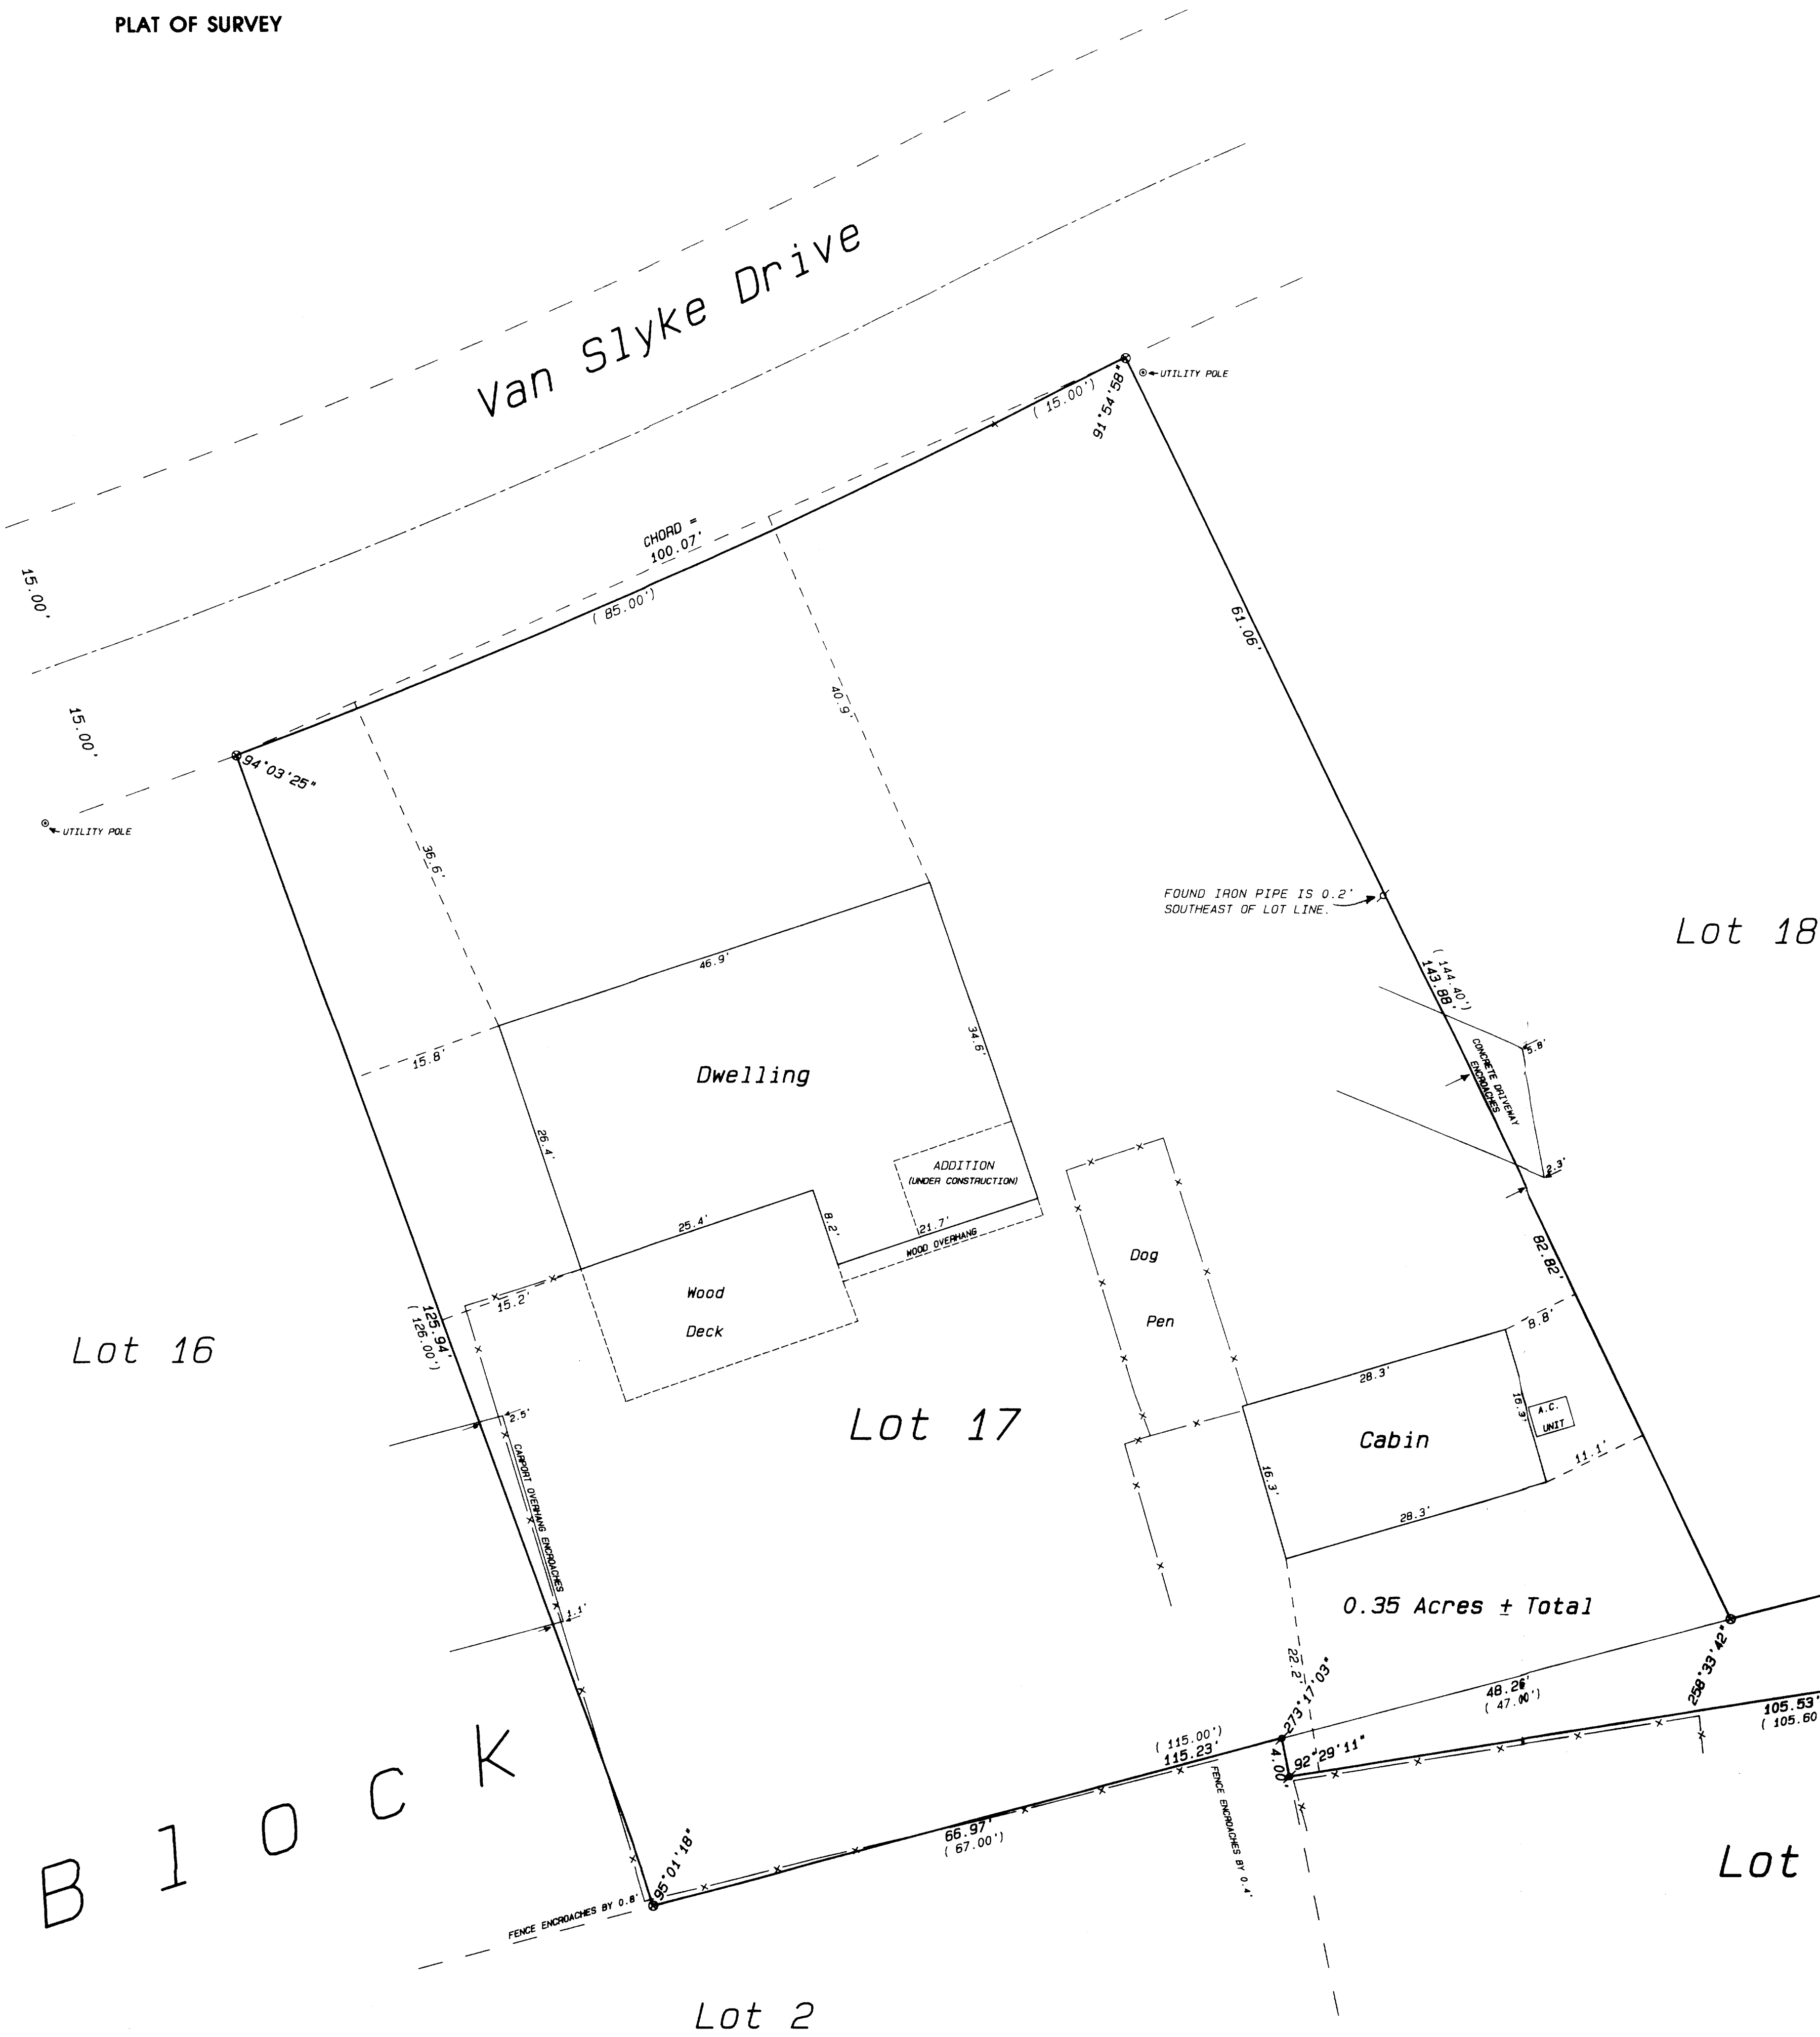 PLAT OF SURVEY
Van Slyke Drive
( 15.00')
91°54'58"
UTILITY POLE
CHORD =
100.07'
( 85.00')
15.00'
15.00'
61.06'
40.9'
94°03'25"
UTILITY POLE
36.6'
FOUND IRON PIPE IS 0.2'
SOUTHEAST OF LOT LINE.
Lot 18
46.9'
( 144.40')
143.88'
34.6'
5.8'
15.8'
Dwelling
CONCRETE DRIVEWAY
ENCROACHES
26.4'
ADDITION
(UNDER CONSTRUCTION)
2.3'
25.4'
8.2'
21.7'
WOOD OVERHANG
Dog
Pen
82.82'
Wood
Deck
15.2'
125.94'
( 126.00')
8.8'
Lot 16
28.3'
16.3'
A.C.
UNIT
2.5'
Lot 17
Cabin
11.1'
CARPORT OVERHANG ENCROACHES
16.3'
28.3'
1.1'
0.35 Acres ± Total
22.2'
273°17'03"
258°33'42"
48.26'
( 47.00')
105.53'
( 105.60
( 115.00')
115.23'
4.00'
92°29'11"
Block
FENCE ENCROACHES BY 0.4'
66.97'
( 67.00')
95°01'18"
Lot
FENCE ENCROACHES BY 0.8'
Lot 2